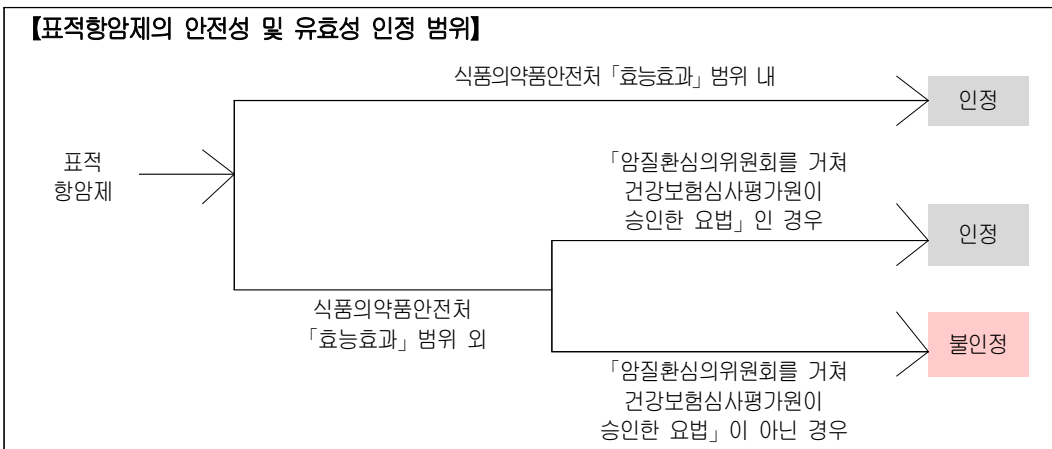 【표적항암제의 안전성 및 유효성 인정 범위】
식품의약품안전처「효능효과」범위 내
인정
표적
항암제
「암질환심의위원회를 거쳐
건강보험심사평가원이
승인한 요법」인 경우
인정
식품의약품안전처
「효능효과」범위 외
불인정
「암질환심의위원회를 거쳐
건강보험심사평가원이
승인한 요법」이 아닌 경우